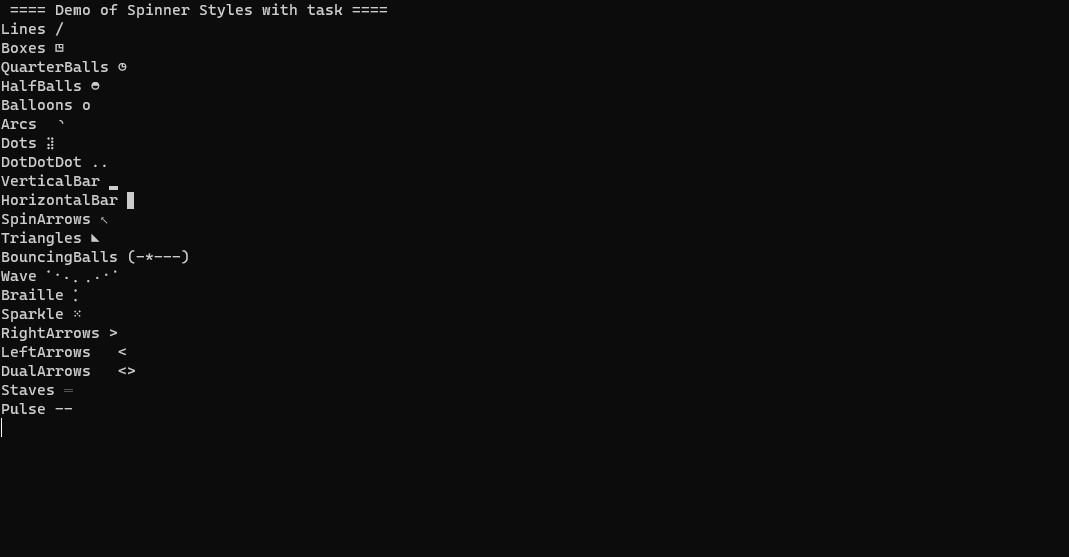 ==== Demo of Spinner Styles with task ====
Lines /
Boxes ◳
QuarterBalls ◔
HalfBalls ◓
Balloons o
Arcs  ◝
Dots ⣽
DotDotDot ..
VerticalBar ▂
HorizontalBar ▊
SpinArrows ↖
Triangles ◣
BouncingBalls (-*---)
Wave ⠁⠂⠄⡀⢀⠠⠐⠈
Braille ⡁
Sparkle ⁙
RightArrows >
LeftArrows   <
DualArrows   <>
Staves ⚌
Pulse --